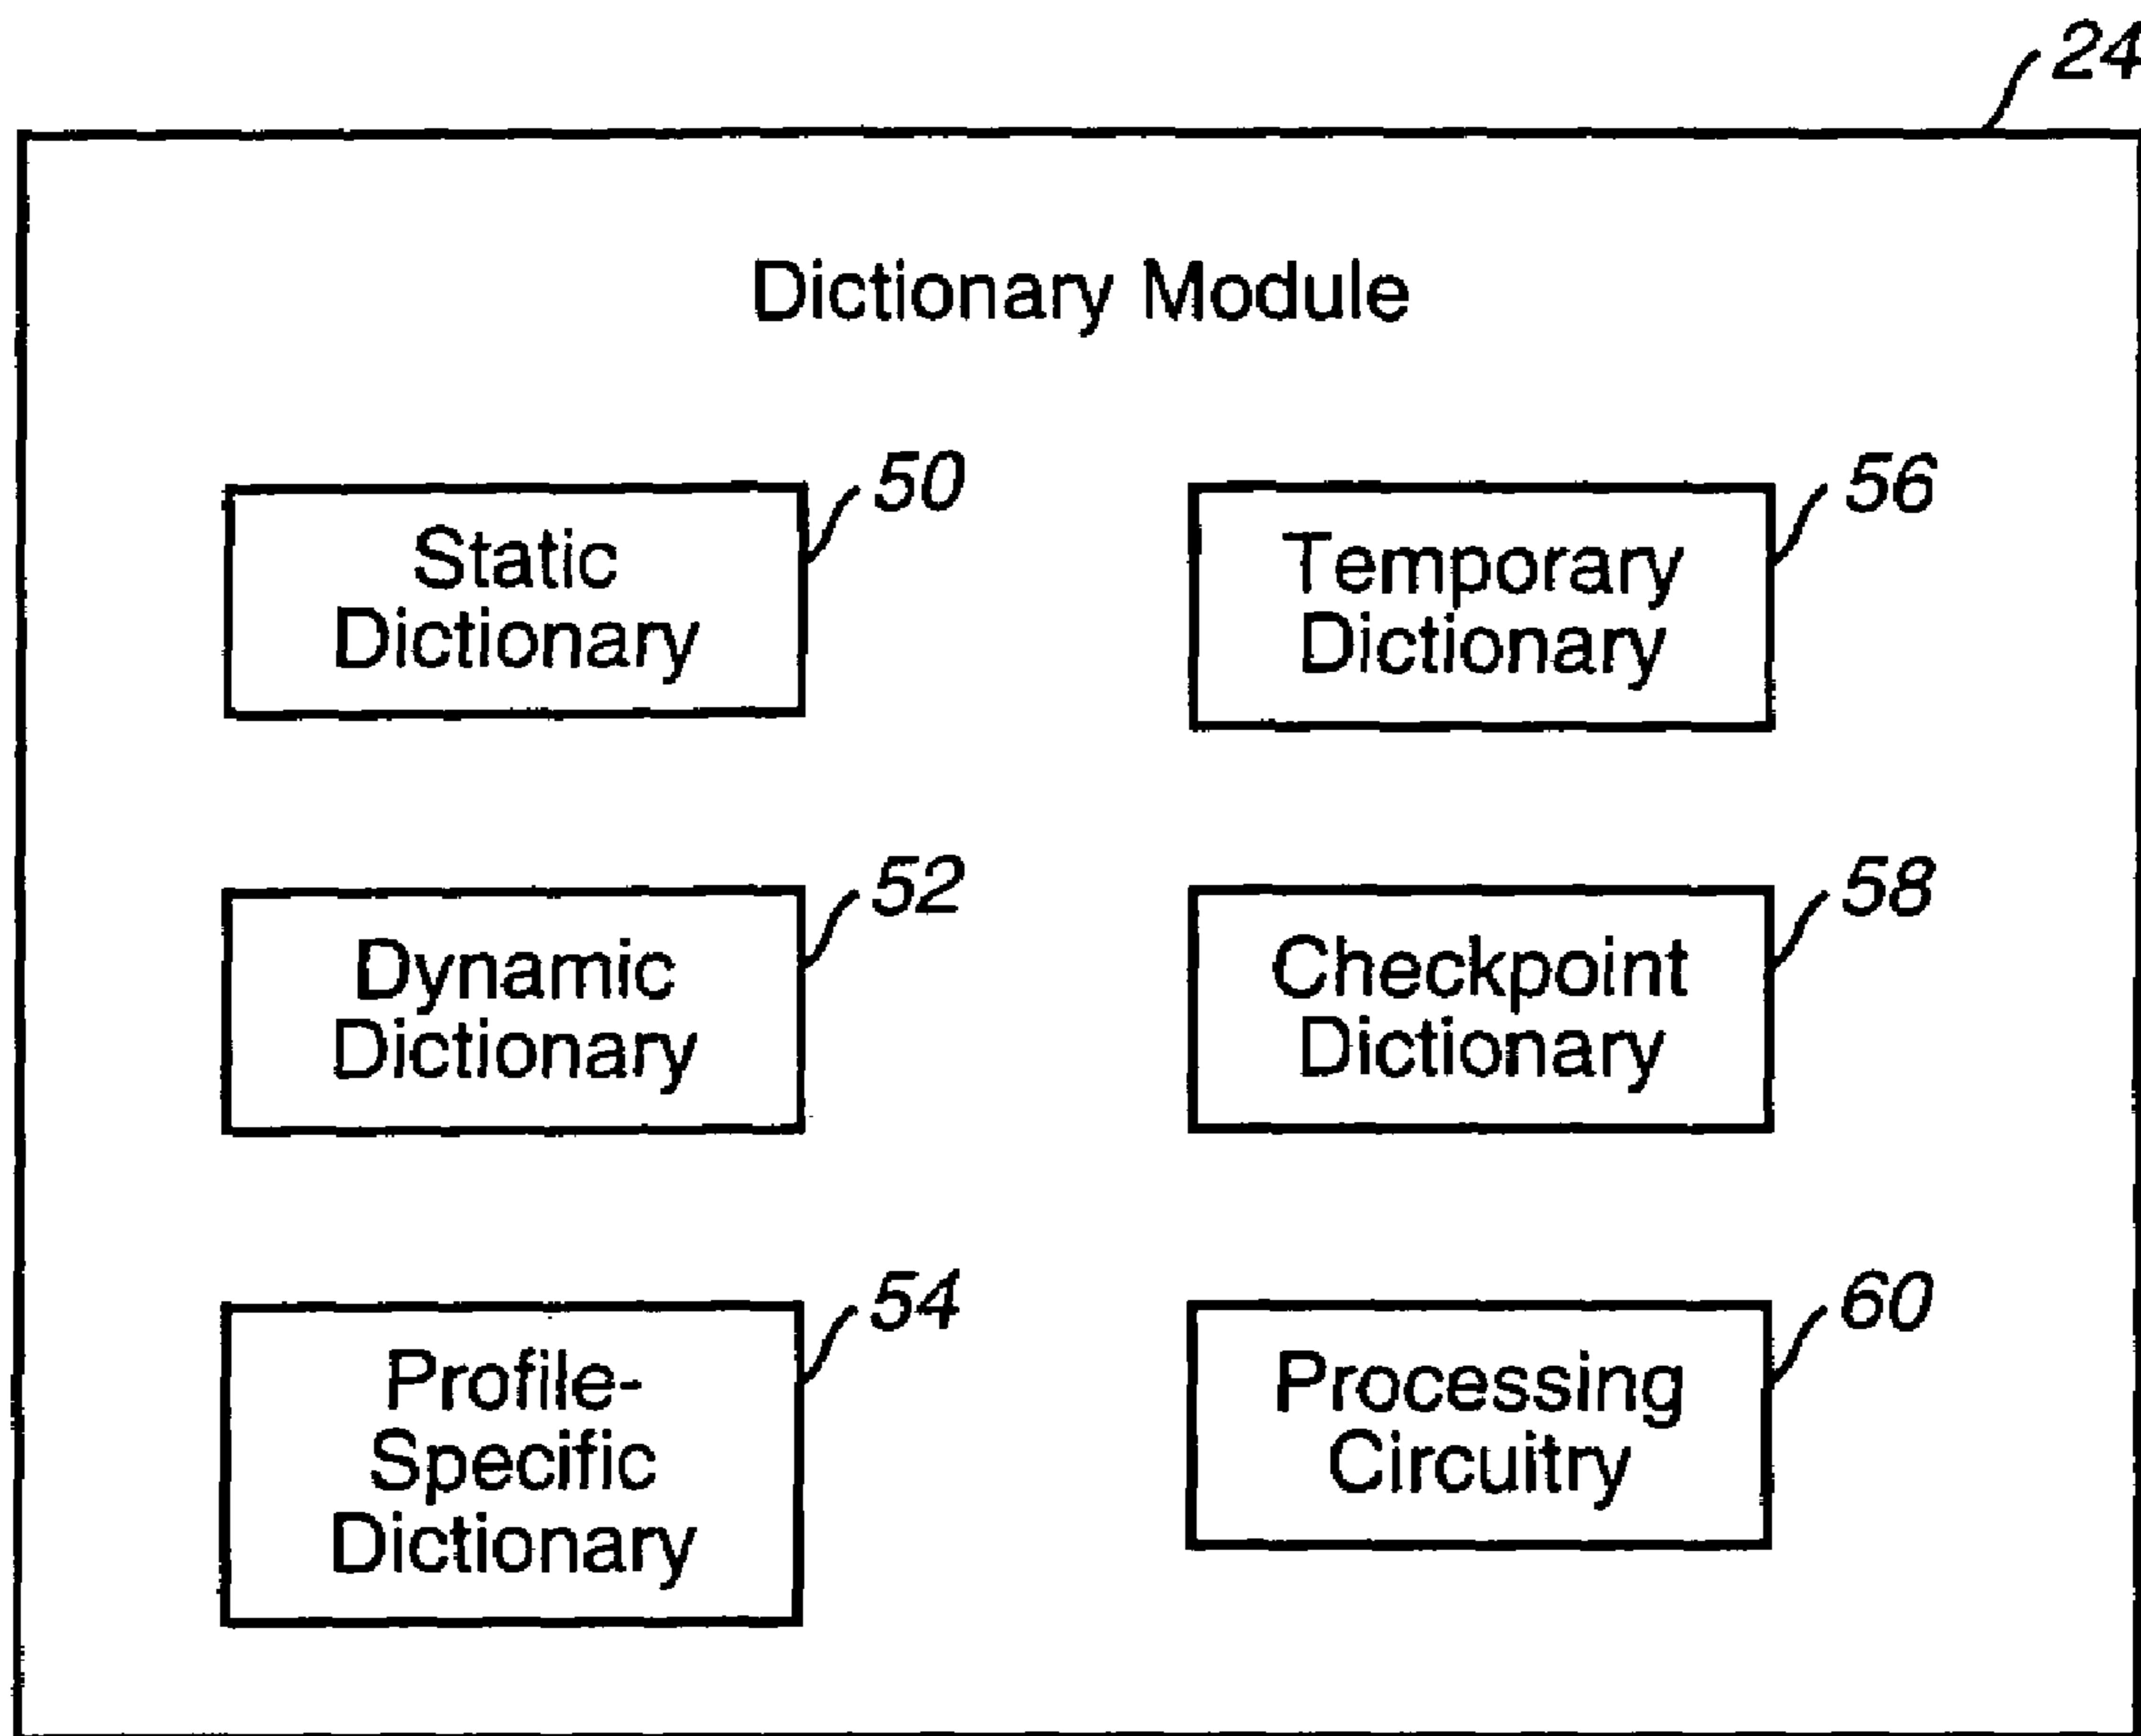 24
Dictionary Module
50
Static
Dictionary
56
Temporary
Dictionary
52
Dynamic
Dictionary
58
Checkpoint
Dictionary
54
Profile-
Specific
Dictionary
60
Processing
Circuitry